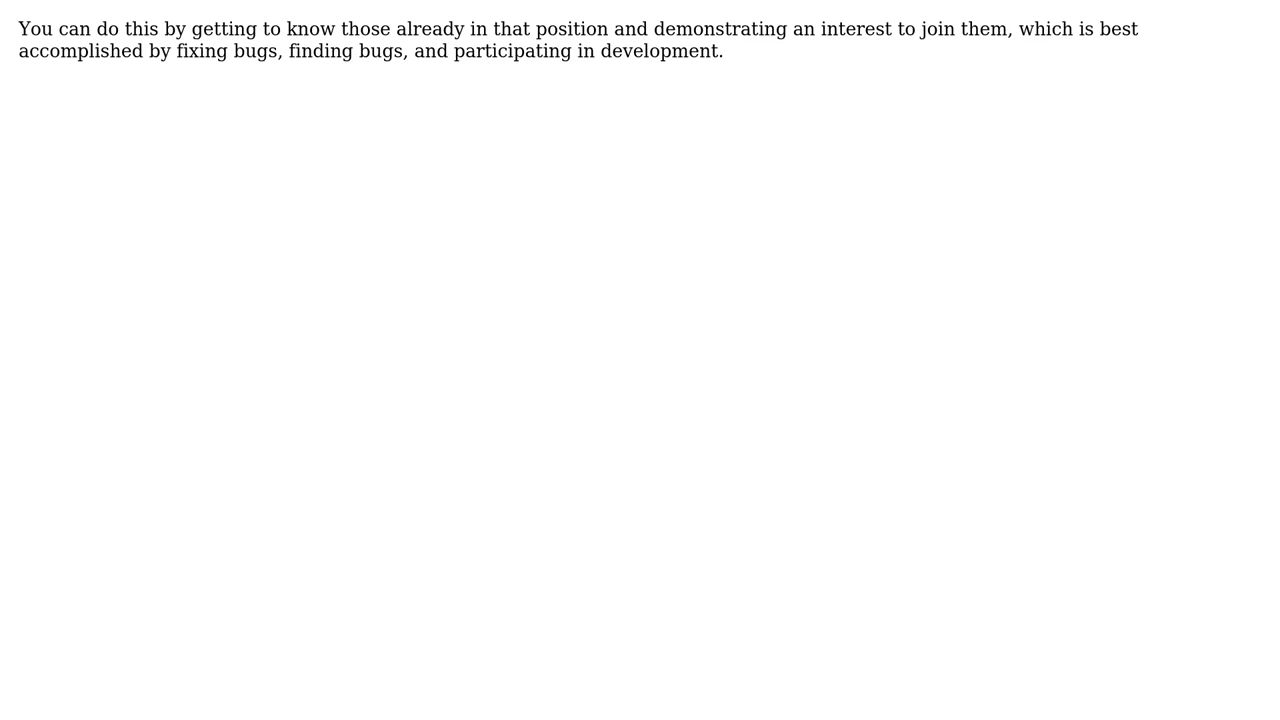 You can do this by getting to know those already in that position and demonstrating an interest to join them, which is best
accomplished by fixing bugs, finding bugs, and participating in development.